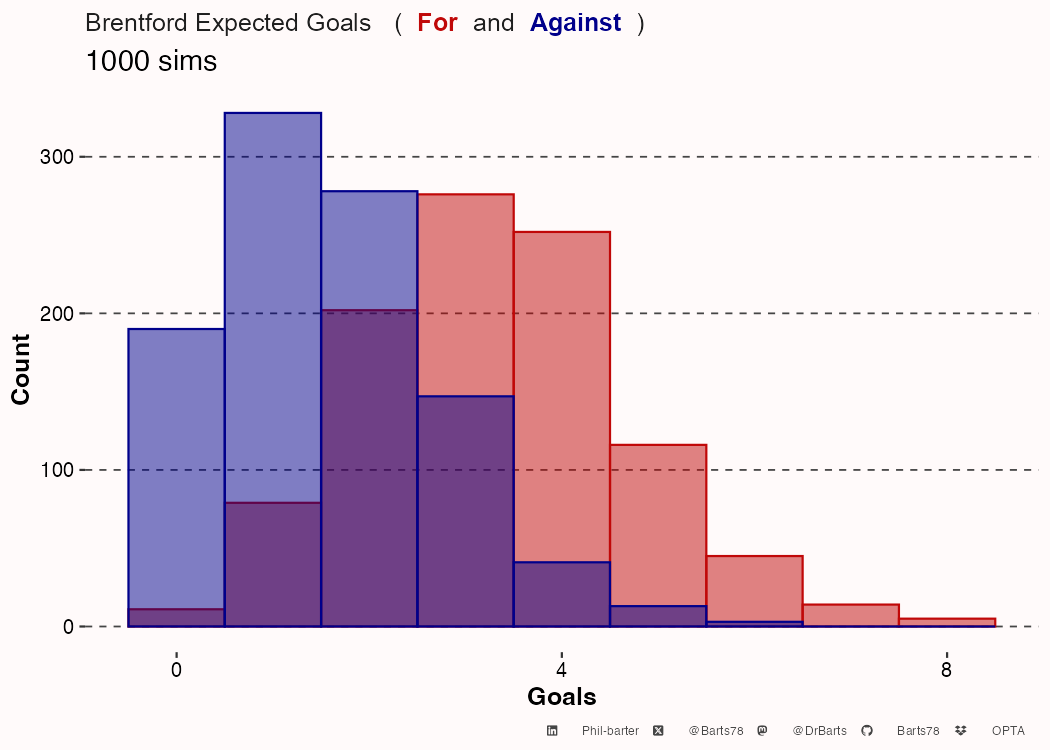 Brentford Expected Goals ( For and Against )
1000 sims
300
200
100
0
Count
0 4 8
Goals
Phil-barter @Barts78 @DrBarts Barts78 OPTA